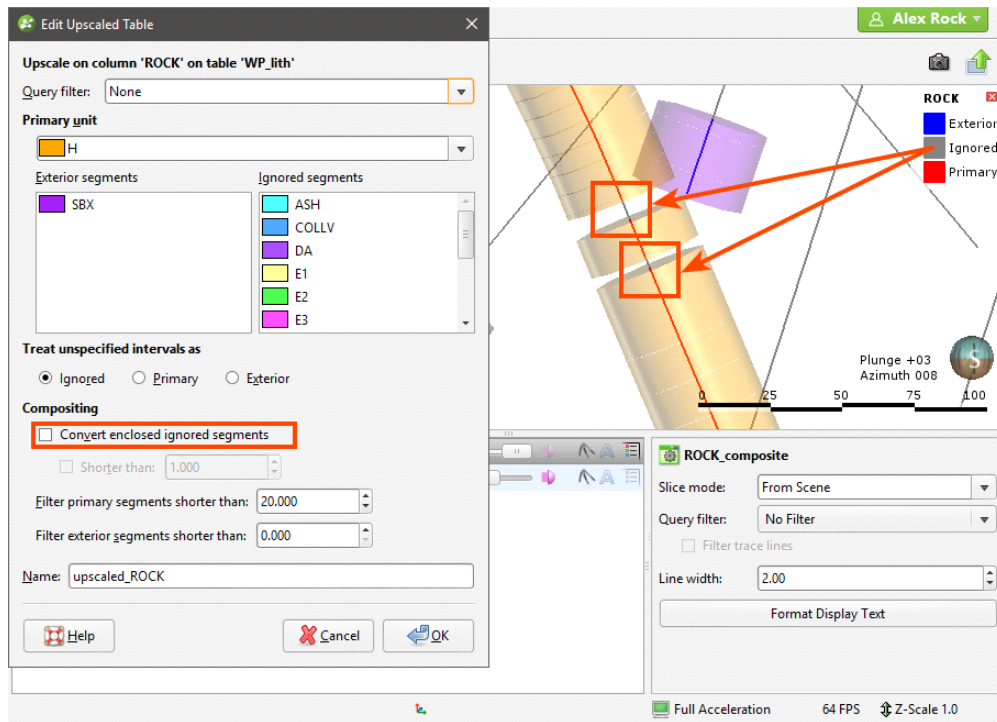 Edit Upscaled Table
Upscale on column 'ROCK' on table 'WP_lith'
Query filter: None
Primary unit
H
Exterior segments Ignored segments
SBX
ASH
COLLV
DA
E1
E2
E3
Treat unspecified intervals as
Ignored Primary Exterior
Compositing
Convert enclosed ignored segments
Shorter than: 1.000
Filter primary segments shorter than: 20.000
Filter exterior segments shorter than: 0.000
Name: upscaled_ROCK
Help Cancel OK
Alex Rock
ROCK
Exterior
Ignored
Primary
Plunge +03
Azimuth 008
S
0 25 50 75 100
ROCK_composite
Slice mode: From Scene
Query filter: No Filter
Filter trace lines
Line width: 2.00
Format Display Text
Full Acceleration 64 FPS Z-Scale 1.0